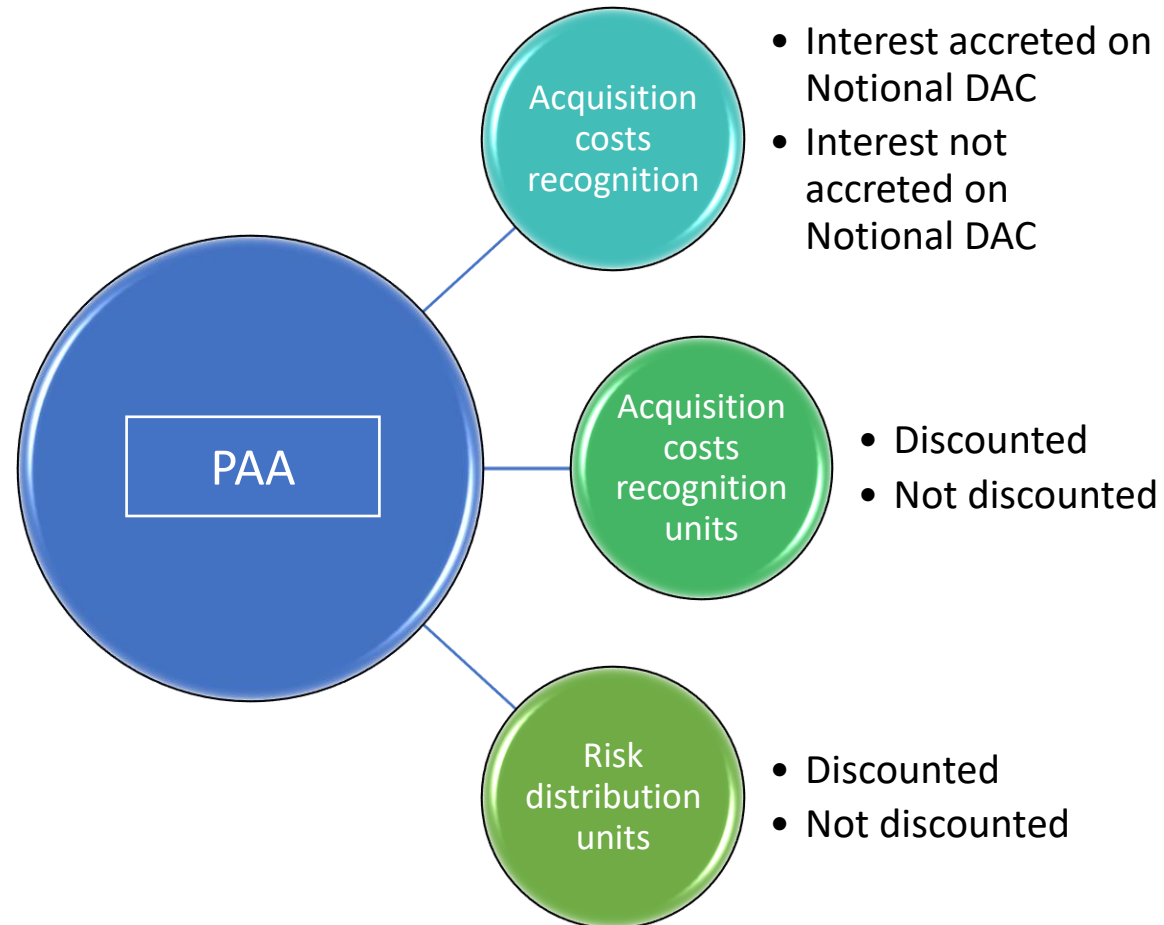 PAA
Acquisition
costs
recognition
• Interest accreted on
Notional DAC
• Interest not
accreted on
Notional DAC
Acquisition
costs
recognition
units
• Discounted
• Not discounted
Risk
distribution
units
• Discounted
• Not discounted